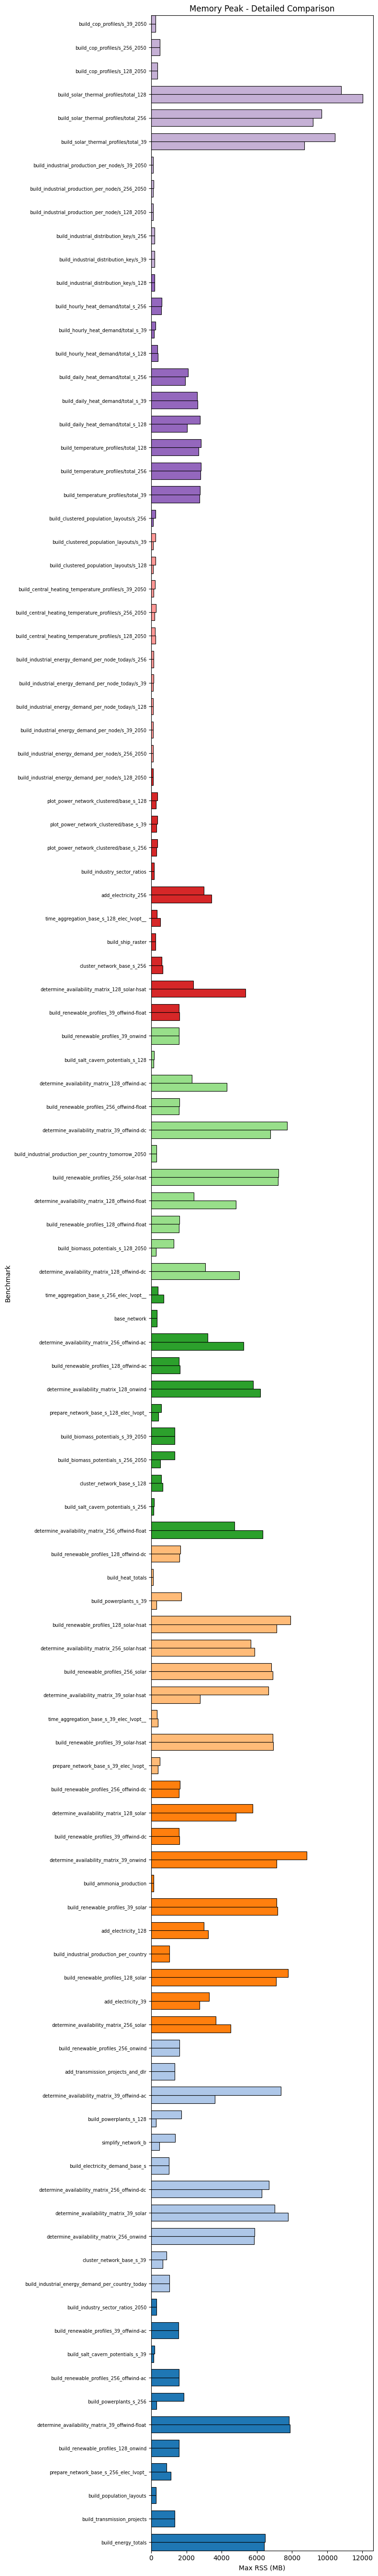 Memory Peak - Detailed Comparison
build_cop_profiles/s_39_2050
build_cop_profiles/s_256_2050
build_cop_profiles/s_128_2050
build_solar_thermal_profiles/total_128
build_solar_thermal_profiles/total_256
build_solar_thermal_profiles/total_39
build_industrial_production_per_node/s_39_2050
build_industrial_production_per_node/s_256_2050
build_industrial_production_per_node/s_128_2050
build_industrial_distribution_key/s_256
build_industrial_distribution_key/s_39
build_industrial_distribution_key/s_128
build_hourly_heat_demand/total_s_256
build_hourly_heat_demand/total_s_39
build_hourly_heat_demand/total_s_128
build_daily_heat_demand/total_s_256
build_daily_heat_demand/total_s_39
build_daily_heat_demand/total_s_128
build_temperature_profiles/total_128
build_temperature_profiles/total_256
build_temperature_profiles/total_39
build_clustered_population_layouts/s_256
build_clustered_population_layouts/s_39
build_clustered_population_layouts/s_128
build_central_heating_temperature_profiles/s_39_2050
build_central_heating_temperature_profiles/s_256_2050
build_central_heating_temperature_profiles/s_128_2050
build_industrial_energy_demand_per_node_today/s_256
build_industrial_energy_demand_per_node_today/s_39
build_industrial_energy_demand_per_node_today/s_128
build_industrial_energy_demand_per_node/s_39_2050
build_industrial_energy_demand_per_node/s_256_2050
build_industrial_energy_demand_per_node/s_128_2050
plot_power_network_clustered/base_s_128
plot_power_network_clustered/base_s_39
plot_power_network_clustered/base_s_256
build_industry_sector_ratios
add_electricity_256
time_aggregation_base_s_128_elec_lvopt__
build_ship_raster
cluster_network_base_s_256
determine_availability_matrix_128_solar-hsat
build_renewable_profiles_39_offwind-float
build_renewable_profiles_39_onwind
build_salt_cavern_potentials_s_128
determine_availability_matrix_128_offwind-ac
build_renewable_profiles_256_offwind-float
determine_availability_matrix_39_offwind-dc
build_industrial_production_per_country_tomorrow_2050
build_renewable_profiles_256_solar-hsat
determine_availability_matrix_128_offwind-float
build_renewable_profiles_128_offwind-float
build_biomass_potentials_s_128_2050
determine_availability_matrix_128_offwind-dc
time_aggregation_base_s_256_elec_lvopt__
base_network
determine_availability_matrix_256_offwind-ac
build_renewable_profiles_128_offwind-ac
determine_availability_matrix_128_onwind
prepare_network_base_s_128_elec_lvopt_
build_biomass_potentials_s_39_2050
build_biomass_potentials_s_256_2050
cluster_network_base_s_128
build_salt_cavern_potentials_s_256
determine_availability_matrix_256_offwind-float
build_renewable_profiles_128_offwind-dc
build_heat_totals
build_powerplants_s_39
build_renewable_profiles_128_solar-hsat
determine_availability_matrix_256_solar-hsat
build_renewable_profiles_256_solar
determine_availability_matrix_39_solar-hsat
time_aggregation_base_s_39_elec_lvopt__
build_renewable_profiles_39_solar-hsat
prepare_network_base_s_39_elec_lvopt_
build_renewable_profiles_256_offwind-dc
determine_availability_matrix_128_solar
build_renewable_profiles_39_offwind-dc
determine_availability_matrix_39_onwind
build_ammonia_production
build_renewable_profiles_39_solar
add_electricity_128
build_industrial_production_per_country
build_renewable_profiles_128_solar
add_electricity_39
determine_availability_matrix_256_solar
build_renewable_profiles_256_onwind
add_transmission_projects_and_dlr
determine_availability_matrix_39_offwind-ac
build_powerplants_s_128
simplify_network_b
build_electricity_demand_base_s
determine_availability_matrix_256_offwind-dc
determine_availability_matrix_39_solar
determine_availability_matrix_256_onwind
cluster_network_base_s_39
build_industrial_energy_demand_per_country_today
build_industry_sector_ratios_2050
build_renewable_profiles_39_offwind-ac
build_salt_cavern_potentials_s_39
build_renewable_profiles_256_offwind-ac
build_powerplants_s_256
determine_availability_matrix_39_offwind-float
build_renewable_profiles_128_onwind
prepare_network_base_s_256_elec_lvopt_
build_population_layouts
build_transmission_projects
build_energy_totals
Benchmark
0 2000 4000 6000 8000 10000 12000
Max RSS (MB)